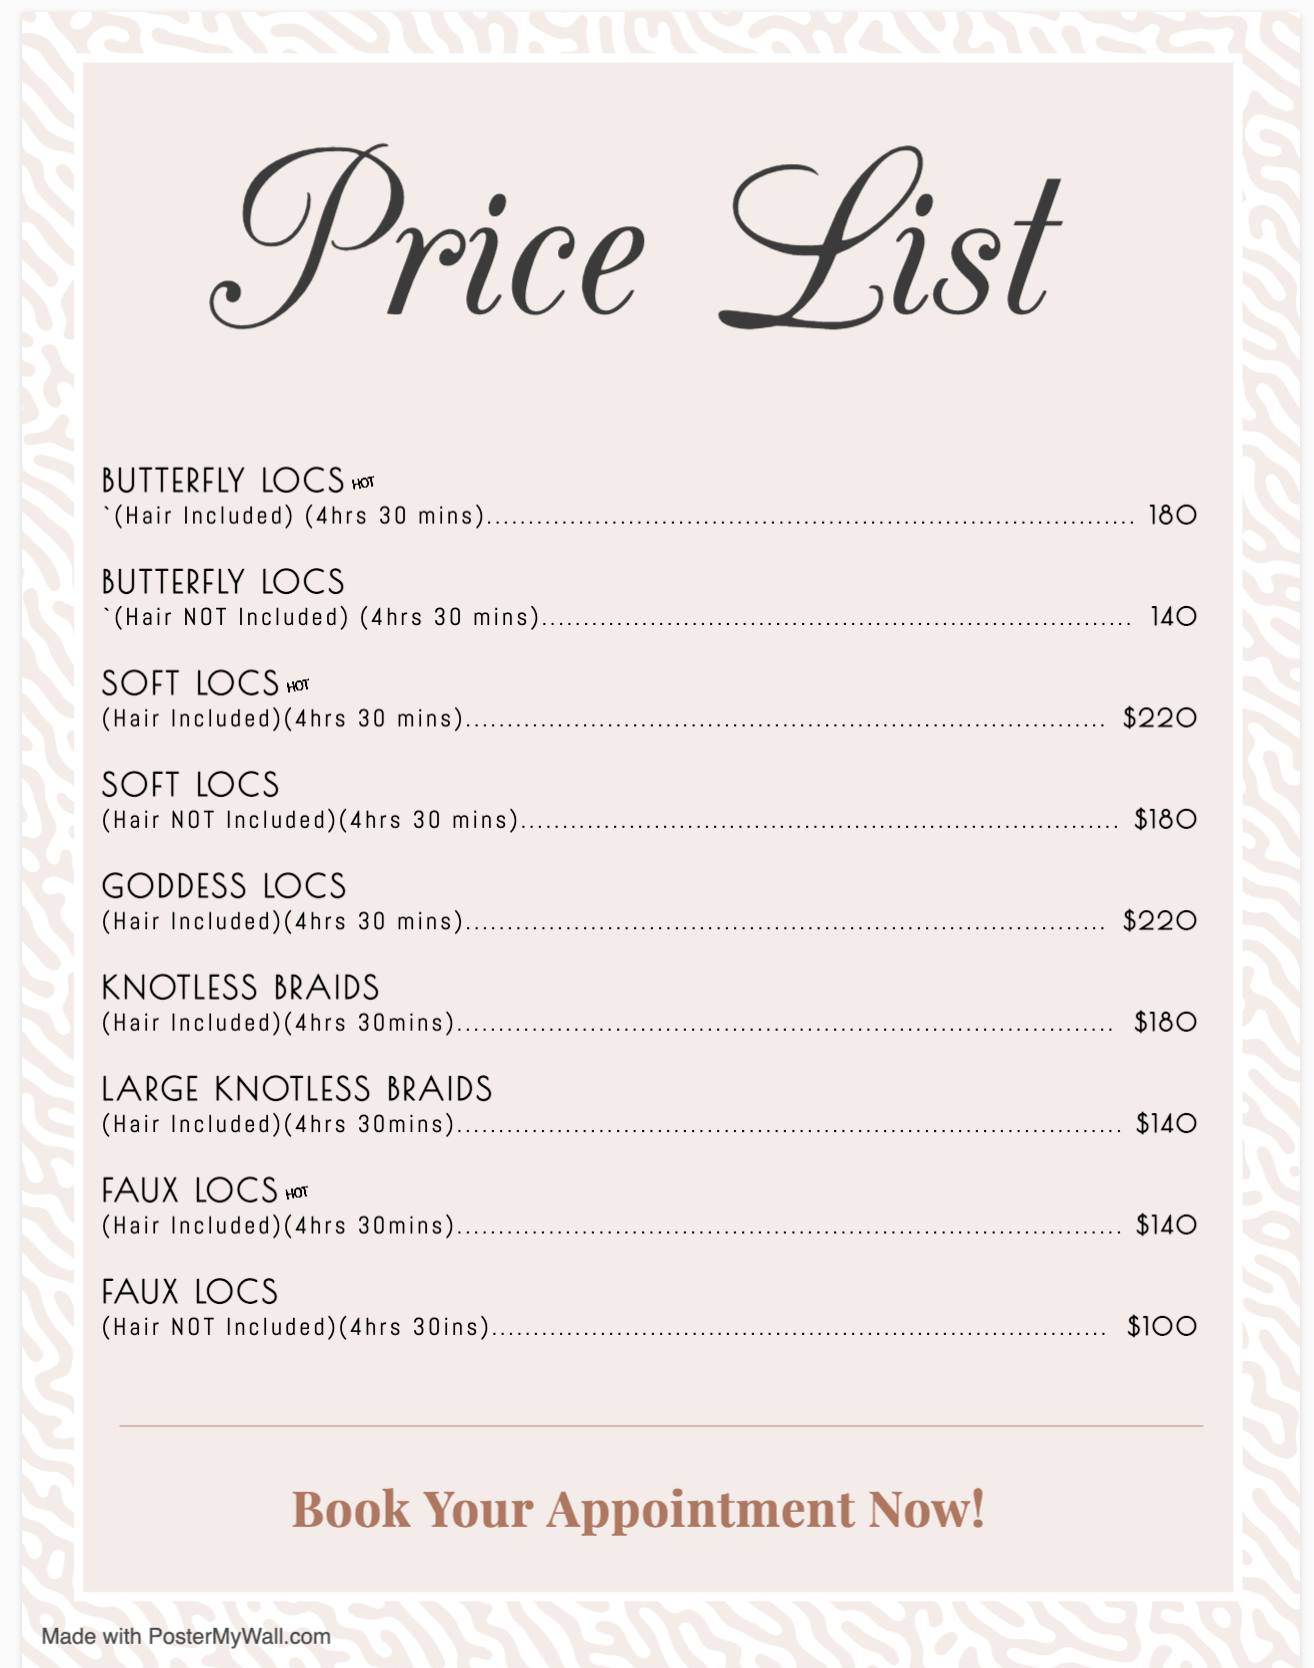 Price List
BUTTERFLY LOCS HOT
`(Hair Included) (4hrs 30 mins)............................................................................... 180
BUTTERFLY LOCS
`(Hair NOT Included) (4hrs 30 mins)........................................................................ 140
SOFT LOCS HOT
(Hair Included)(4hrs 30 mins).............................................................................. $220
SOFT LOCS
(Hair NOT Included)(4hrs 30 mins)......................................................................... $180
GODDESS LOCS
(Hair Included)(4hrs 30 mins).............................................................................. $220
KNOTLESS BRAIDS
(Hair Included)(4hrs 30mins)................................................................................ $180
LARGE KNOTLESS BRAIDS
(Hair Included)(4hrs 30mins)................................................................................. $140
FAUX LOCS HOT
(Hair Included)(4hrs 30mins)................................................................................. $140
FAUX LOCS
(Hair NOT Included)(4hrs 30ins)........................................................................... $100
Book Your Appointment Now!
Made with PosterMyWall.com